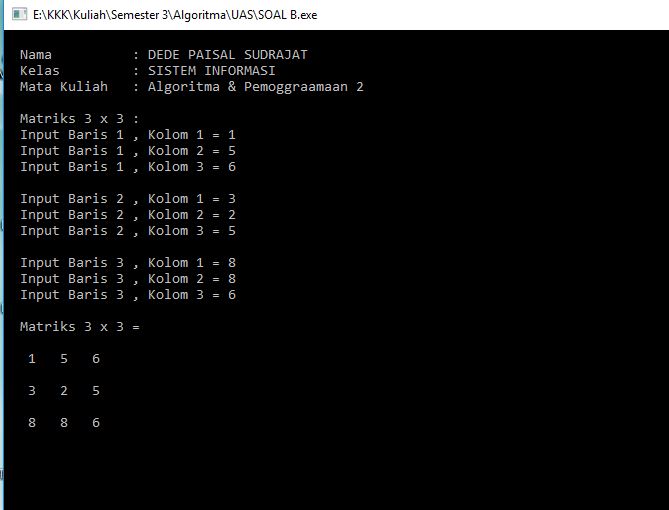 E:\KKK\Kuliah\Semester 3\Algoritma\UAS\SOAL B.exe
Nama : DEDE PAISAL SUDRAJAT
Kelas : SISTEM INFORMASI
Mata Kuliah : Algoritma & Pemoggraamaan 2
Matriks 3 x 3 :
Input Baris 1 , Kolom 1 = 1
Input Baris 1 , Kolom 2 = 5
Input Baris 1 , Kolom 3 = 6
Input Baris 2 , Kolom 1 = 3
Input Baris 2 , Kolom 2 = 2
Input Baris 2 , Kolom 3 = 5
Input Baris 3 , Kolom 1 = 8
Input Baris 3 , Kolom 2 = 8
Input Baris 3 , Kolom 3 = 6
Matriks 3 x 3 =
1 5 6
3 2 5
8 8 6